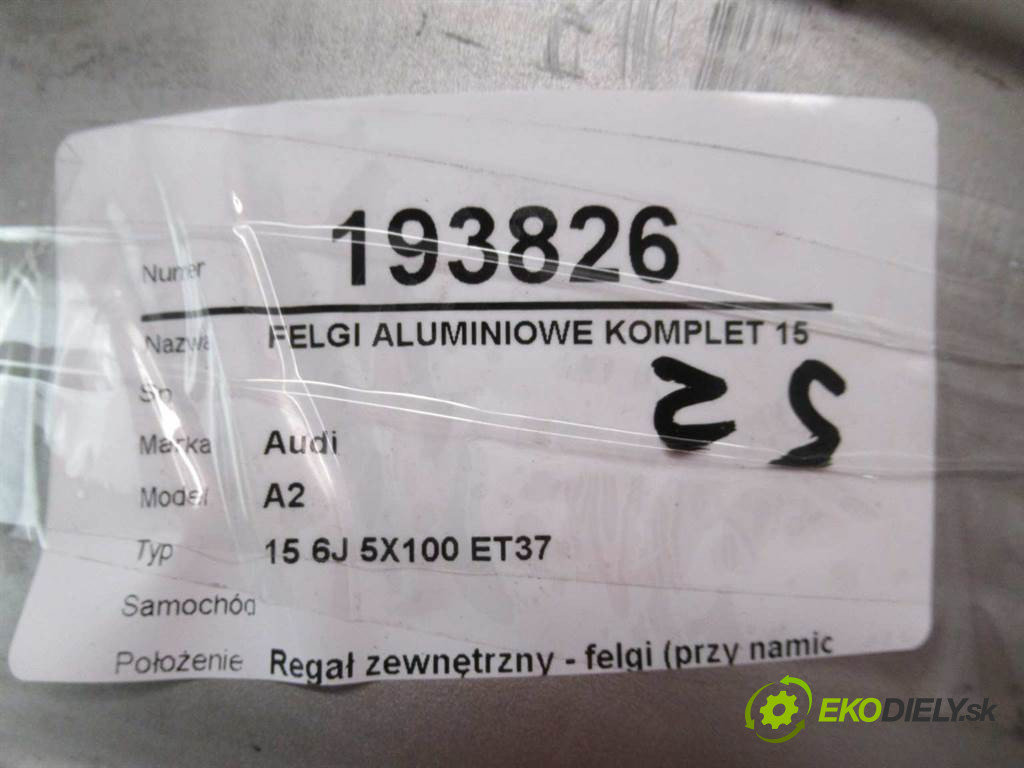 Numer 193826
Nazwa FELGI ALUMINIOWE KOMPLET 15
Marka Audi
Model A2
Typ 15 6J 5X100 ET37
Samochód
Położenie Regał zewnętrzny - felgi (przy namic
EKODIELY.sk